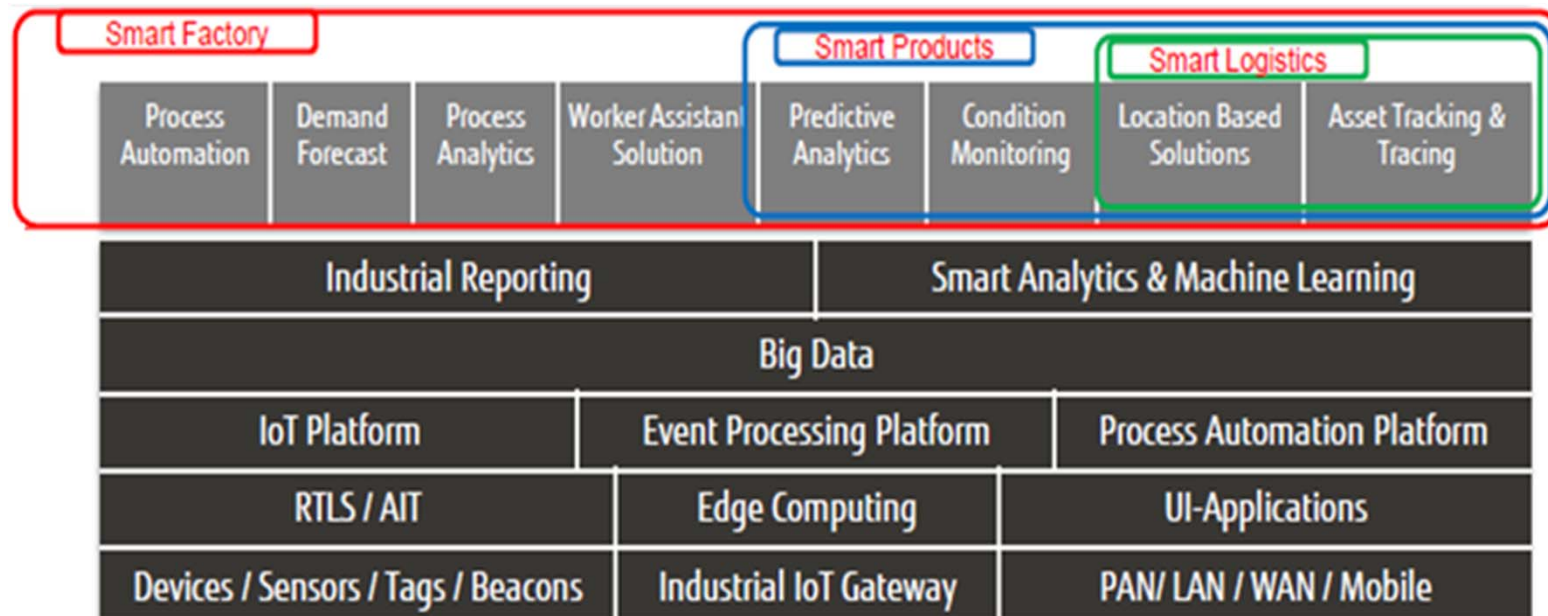 Smart Factory
Smart Products
Smart Logistics
Process
Automation
Demand
Forecast
Process
Analytics
Worker Assistant
Solution
Predictive
Analytics
Condition
Monitoring
Location Based
Solutions
Asset Tracking &
Tracing
Industrial Reporting
Smart Analytics & Machine Learning
Big Data
IoT Platform
Event Processing Platform
Process Automation Platform
RTLS / AIT
Edge Computing
UI-Applications
Devices / Sensors / Tags / Beacons
Industrial IoT Gateway
PAN/ LAN / WAN / Mobile